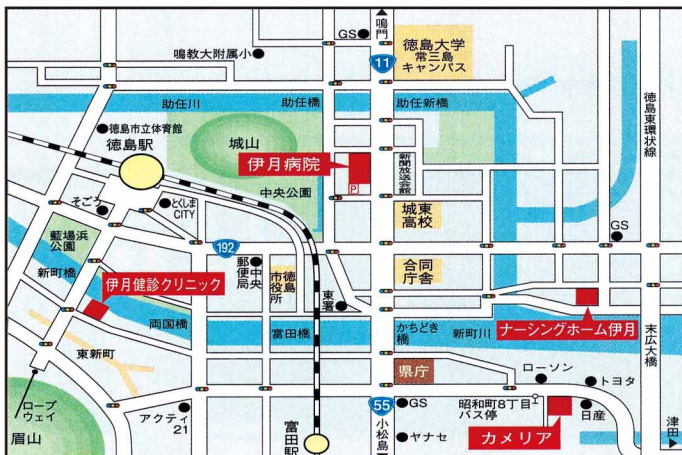 鳴門
GS
11
徳島大学
常三島
キャンパス
鳴教大附属小
助任川
助任橋
助任新橋
徳島東環状線
徳島市立体育館
徳島駅
城山
伊月病院
P
新聞放送会館
中央公園
そごう
とくしま
CITY
城東
高校
藍場浜
公園
192
GS
新町橋
伊月健診クリニック
中央
郵便局
徳島
市役所
合同
庁舎
東署
ナーシングホーム伊月
両国橋
富田橋
かちどき
橋
新町川
末広大橋
東新町
県庁
ローソン
トヨタ
ロープ
ウェイ
眉山
アクティ
21
富田駅
55
GS
昭和町8丁目
バス停
日産
小松島
ヤナセ
カメリア
津田